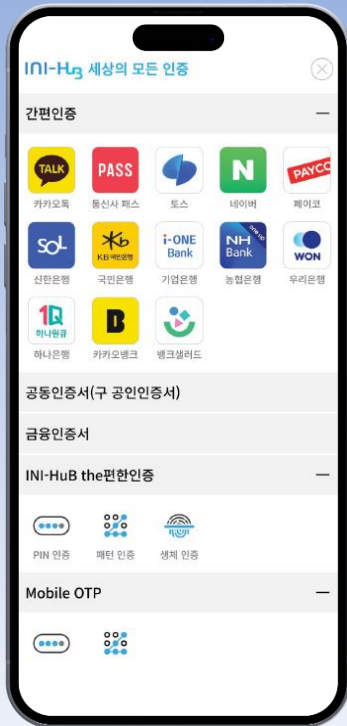 INI-HuB 세상의 모든 인증
간편인증
TALK PASS N PAYCO
카카오톡 통신사 패스 토스 네이버 페이코
SOL KB 국민은행 i-ONE Bank NH Bank one up WON
신한은행 국민은행 기업은행 농협은행 우리은행
1Q 하나원큐 B
하나은행 카카오뱅크 뱅크샐러드
공동인증서(구 공인인증서)
금융인증서
INI-HuB the편한인증
PIN 인증 패턴 인증 생체 인증
Mobile OTP